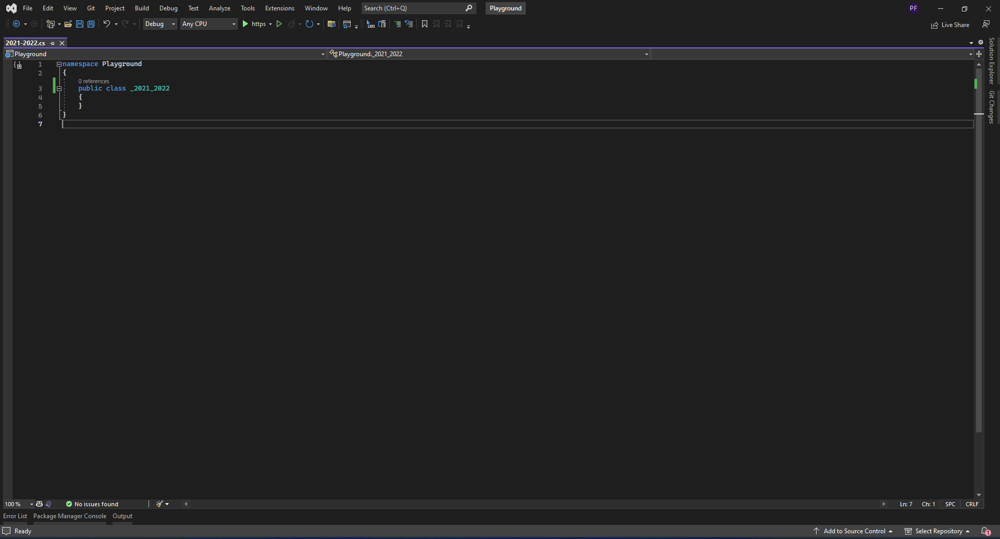 File Edit View Git Project Build Debug Test Analyze Tools Extensions Window Help Search (Ctrl+Q) Playground PF
Debug Any CPU https Live Share
2021-2022.cs
Playground Playground._2021_2022
1 namespace Playground
2 {
0 references
3 public class _2021_2022
4 {
5 }
6 }
7
Solution Explorer
Git Changes
100 % No issues found Ln: 7 Ch: 1 SPC CRLF
Error List Package Manager Console Output
Ready Add to Source Control Select Repository 1